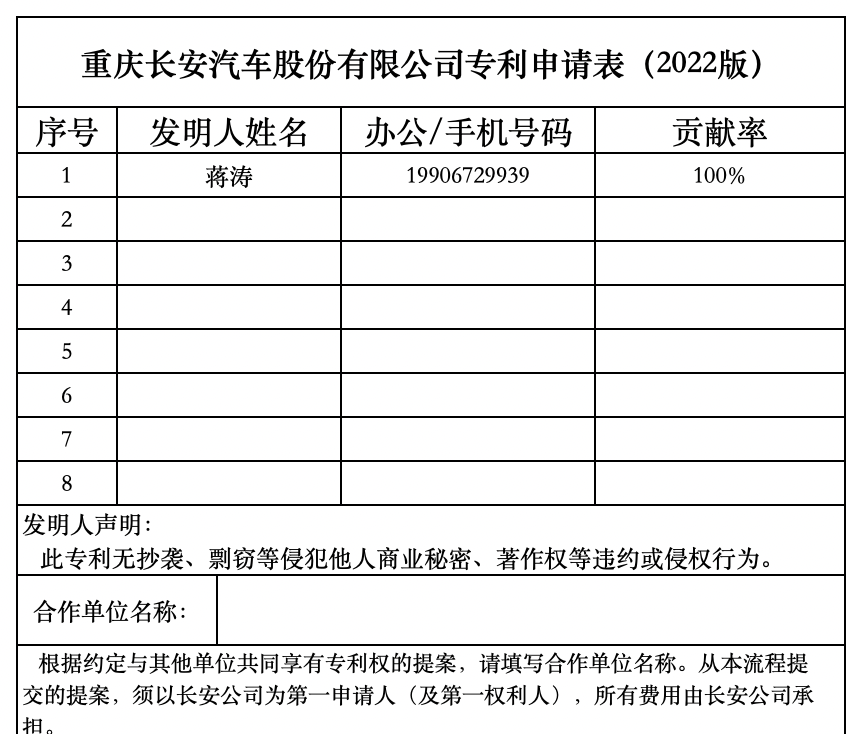 重庆长安汽车股份有限公司专利申请表（2022版）
序号 发明人姓名 办公/手机号码 贡献率
1 蒋涛 19906729939 100%
2
3
4
5
6
7
8
发明人声明：
此专利无抄袭、剽窃等侵犯他人商业秘密、著作权等违约或侵权行为。
合作单位名称：
根据约定与其他单位共同享有专利权的提案，请填写合作单位名称。从本流程提
交的提案，须以长安公司为第一申请人（及第一权利人），所有费用由长安公司承
担。